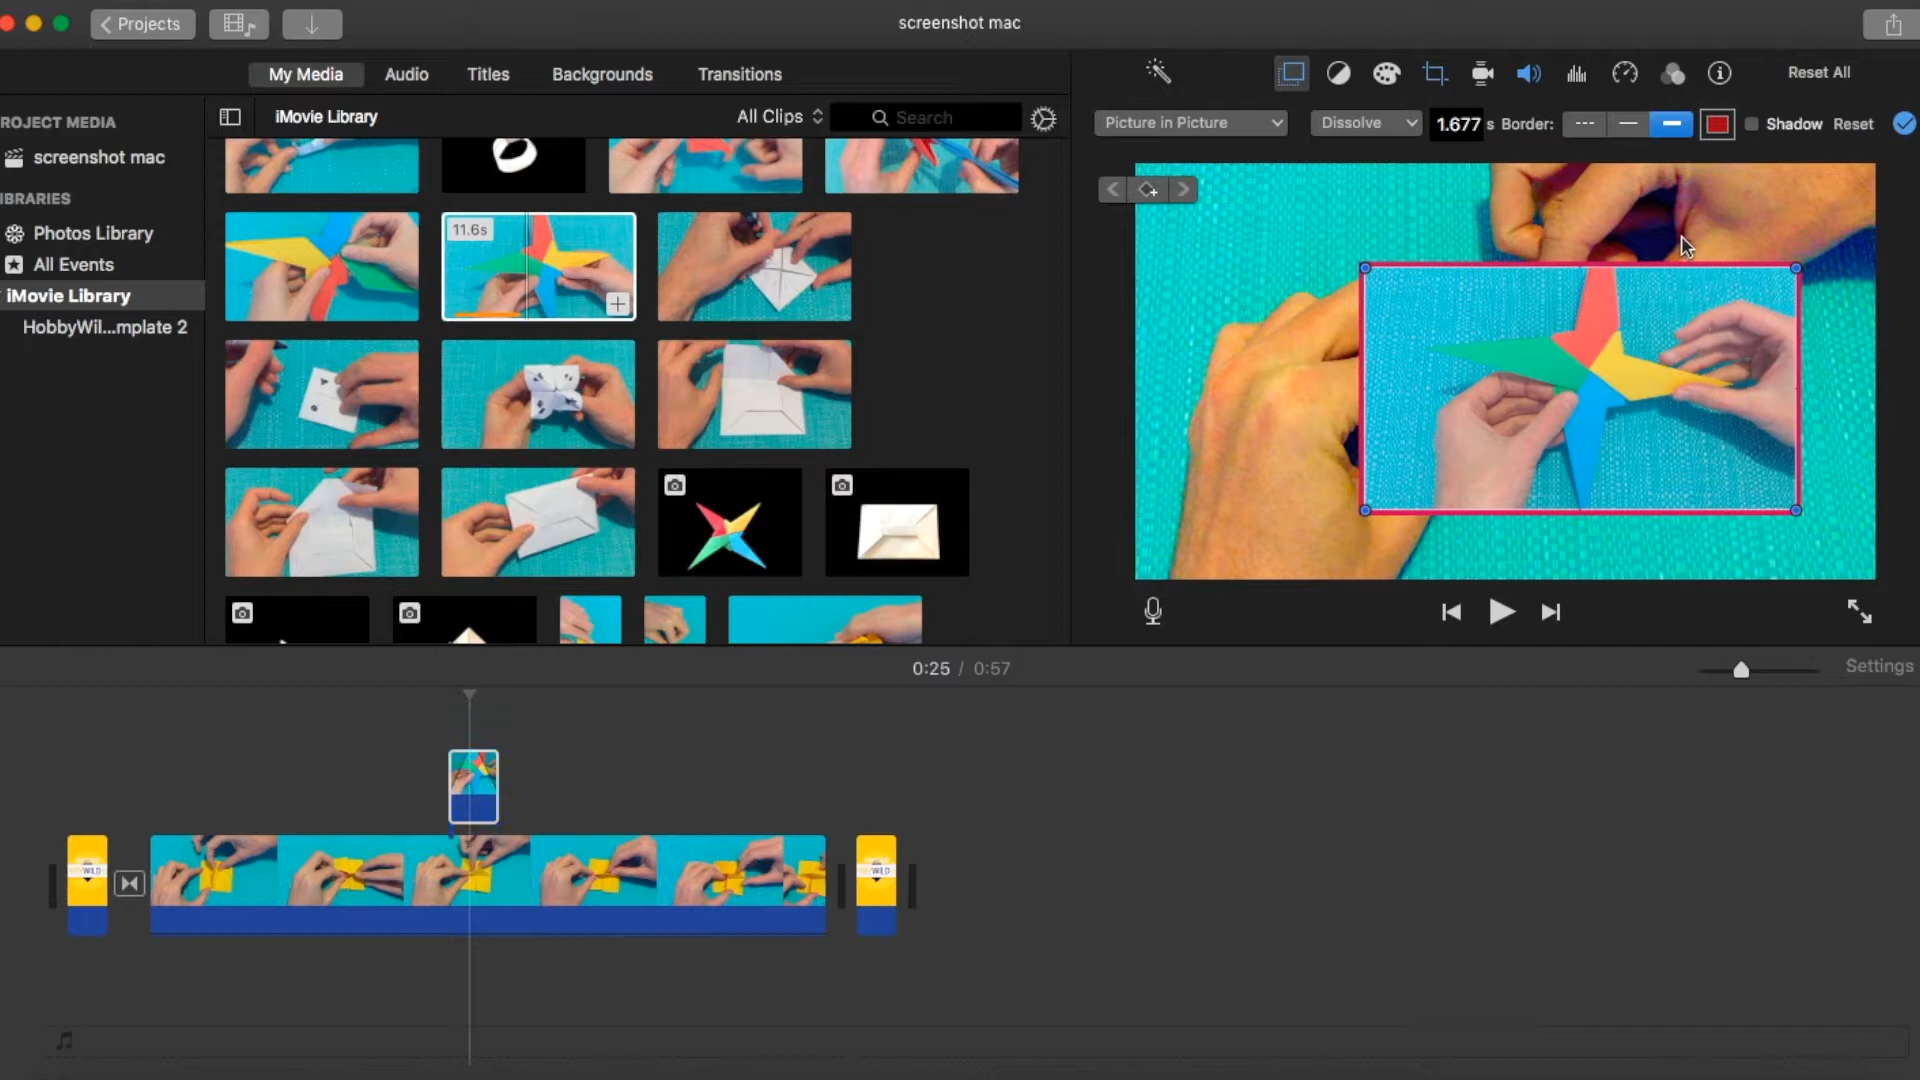 Projects
screenshot mac
My Media
Audio
Titles
Backgrounds
Transitions
Reset All
ROJECT MEDIA
screenshot mac
IBRARIES
Photos Library
All Events
iMovie Library
HobbyWil...mplate 2
iMovie Library
All Clips
Search
Picture in Picture
Dissolve
1.677 s
Border:
Shadow
Reset
11.6s
0:25 / 0:57
Settings
WILD
WILD